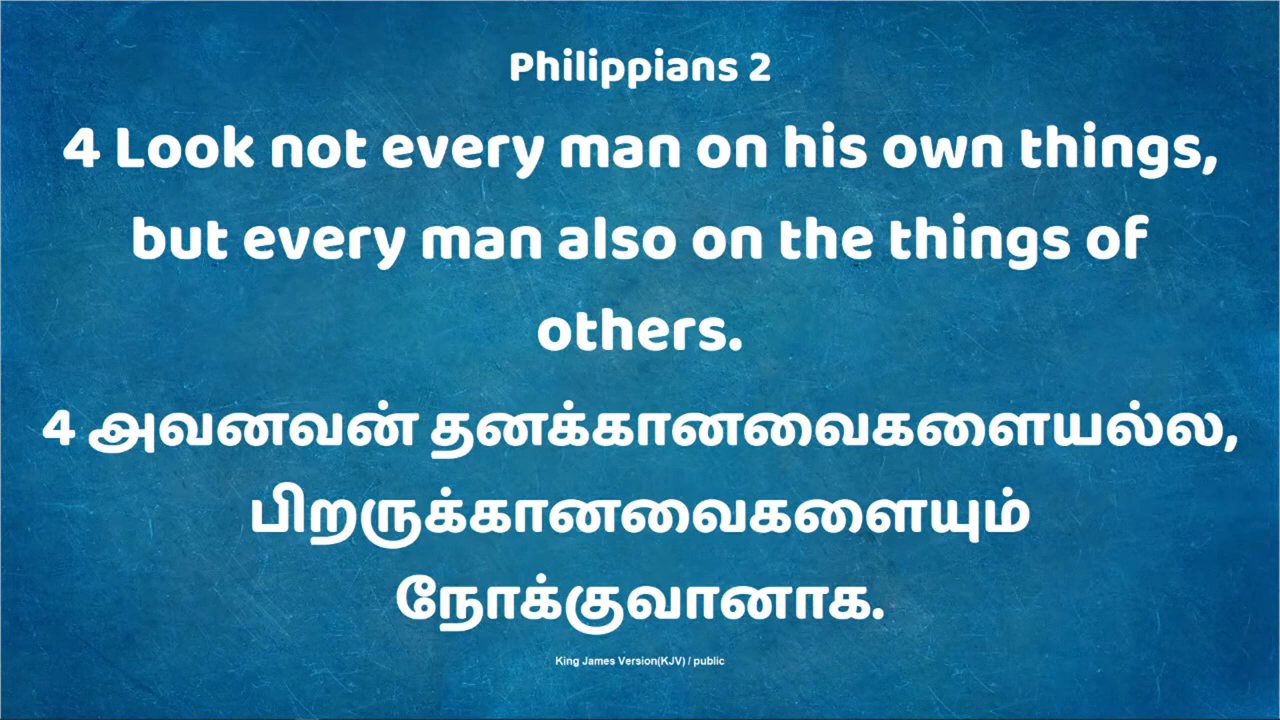 Philippians 2
4 Look not every man on his own things,
but every man also on the things of
others.
4 அவனவன் தனக்கானவைகளையல்ல,
பிறருக்கானவைகளையும்
நோக்குவானாக.
King James Version(KJV) / public